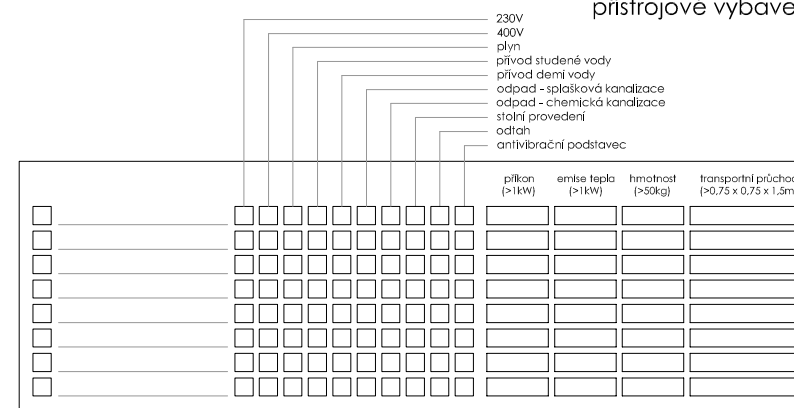 přístrojové vybave
230V
400V
plyn
přívod studené vody
přívod demi vody
odpad - splašková kanalizace
odpad - chemická kanalizace
stolní provedení
odtah
antivibrační podstavec
příkon emise tepla hmotnost transportní průchod
(>1kW) (>1kW) (>50kg) (>0,75 x 0,75 x 1,5m